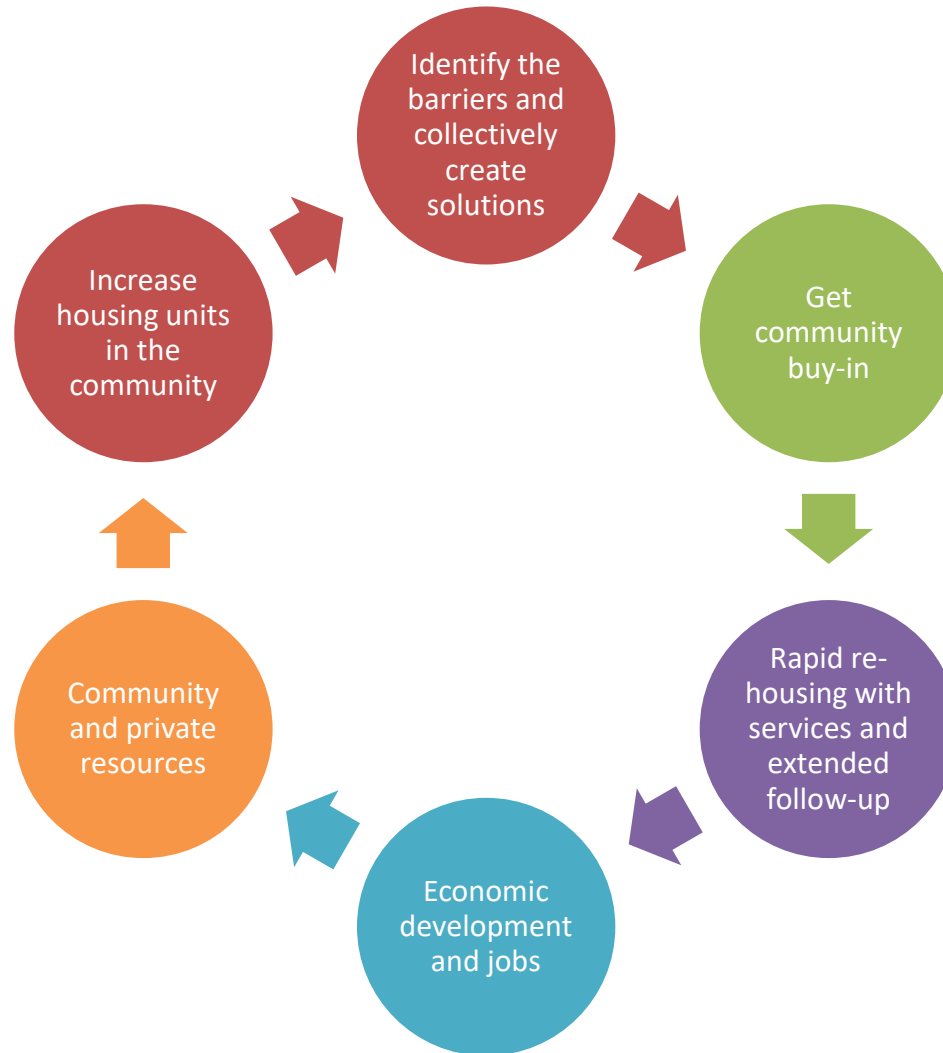 Identify the
barriers and
collectively
create
solutions
Get
community
buy-in
Rapid re-
housing with
services and
extended
follow-up
Economic
development
and jobs
Community
and private
resources
Increase
housing units
in the
community